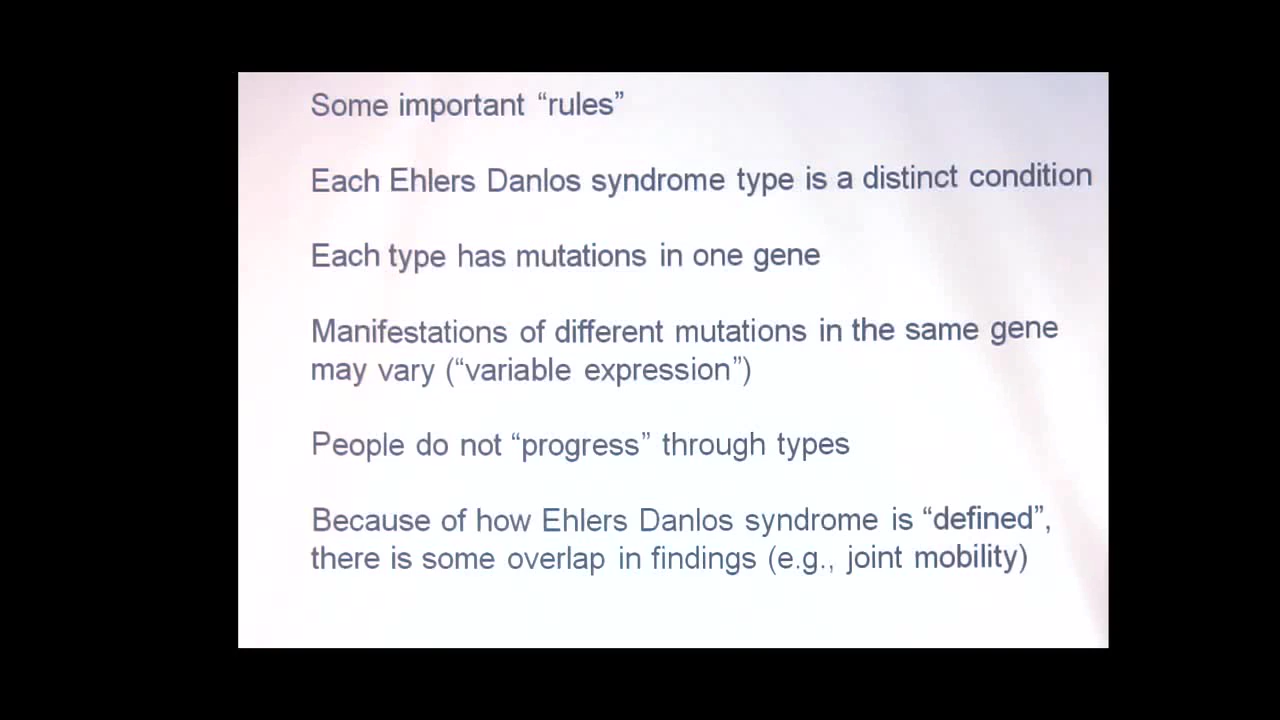 Some important “rules”
Each Ehlers Danlos syndrome type is a distinct condition
Each type has mutations in one gene
Manifestations of different mutations in the same gene
may vary (“variable expression”)
People do not “progress” through types
Because of how Ehlers Danlos syndrome is “defined”,
there is some overlap in findings (e.g., joint mobility)